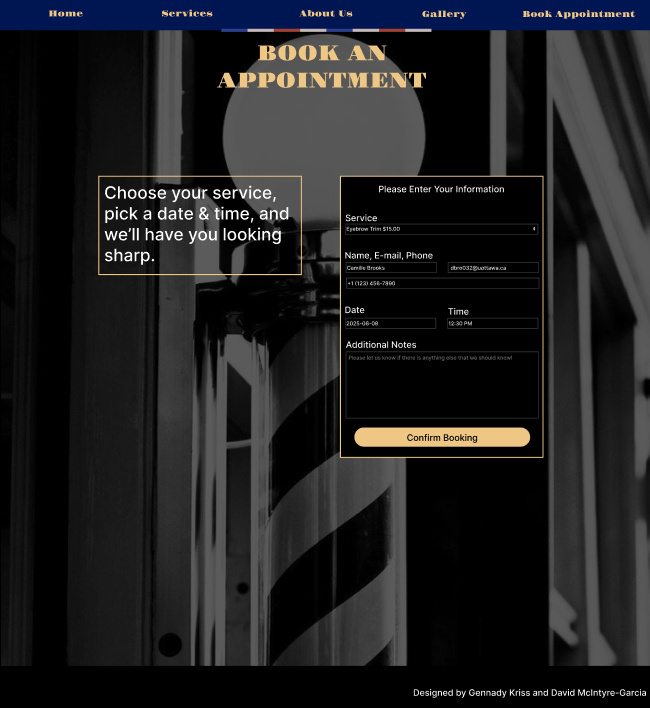 Home Services About Us Gallery Book Appointment
BOOK AN
APPOINTMENT
Choose your service,
pick a date & time, and
we'll have you looking
sharp.
Please Enter Your Information
Service
Eyebrow Trim $15.00
Name, E-mail, Phone
Camille Brooks dbro032@uottawa.ca
+1 (123) 456-7890
Date Time
2025-06-08 12:30 PM
Additional Notes
Please let us know if there is anything else that we should know!
Confirm Booking
Designed by Gennady Kriss and David McIntyre-Garcia